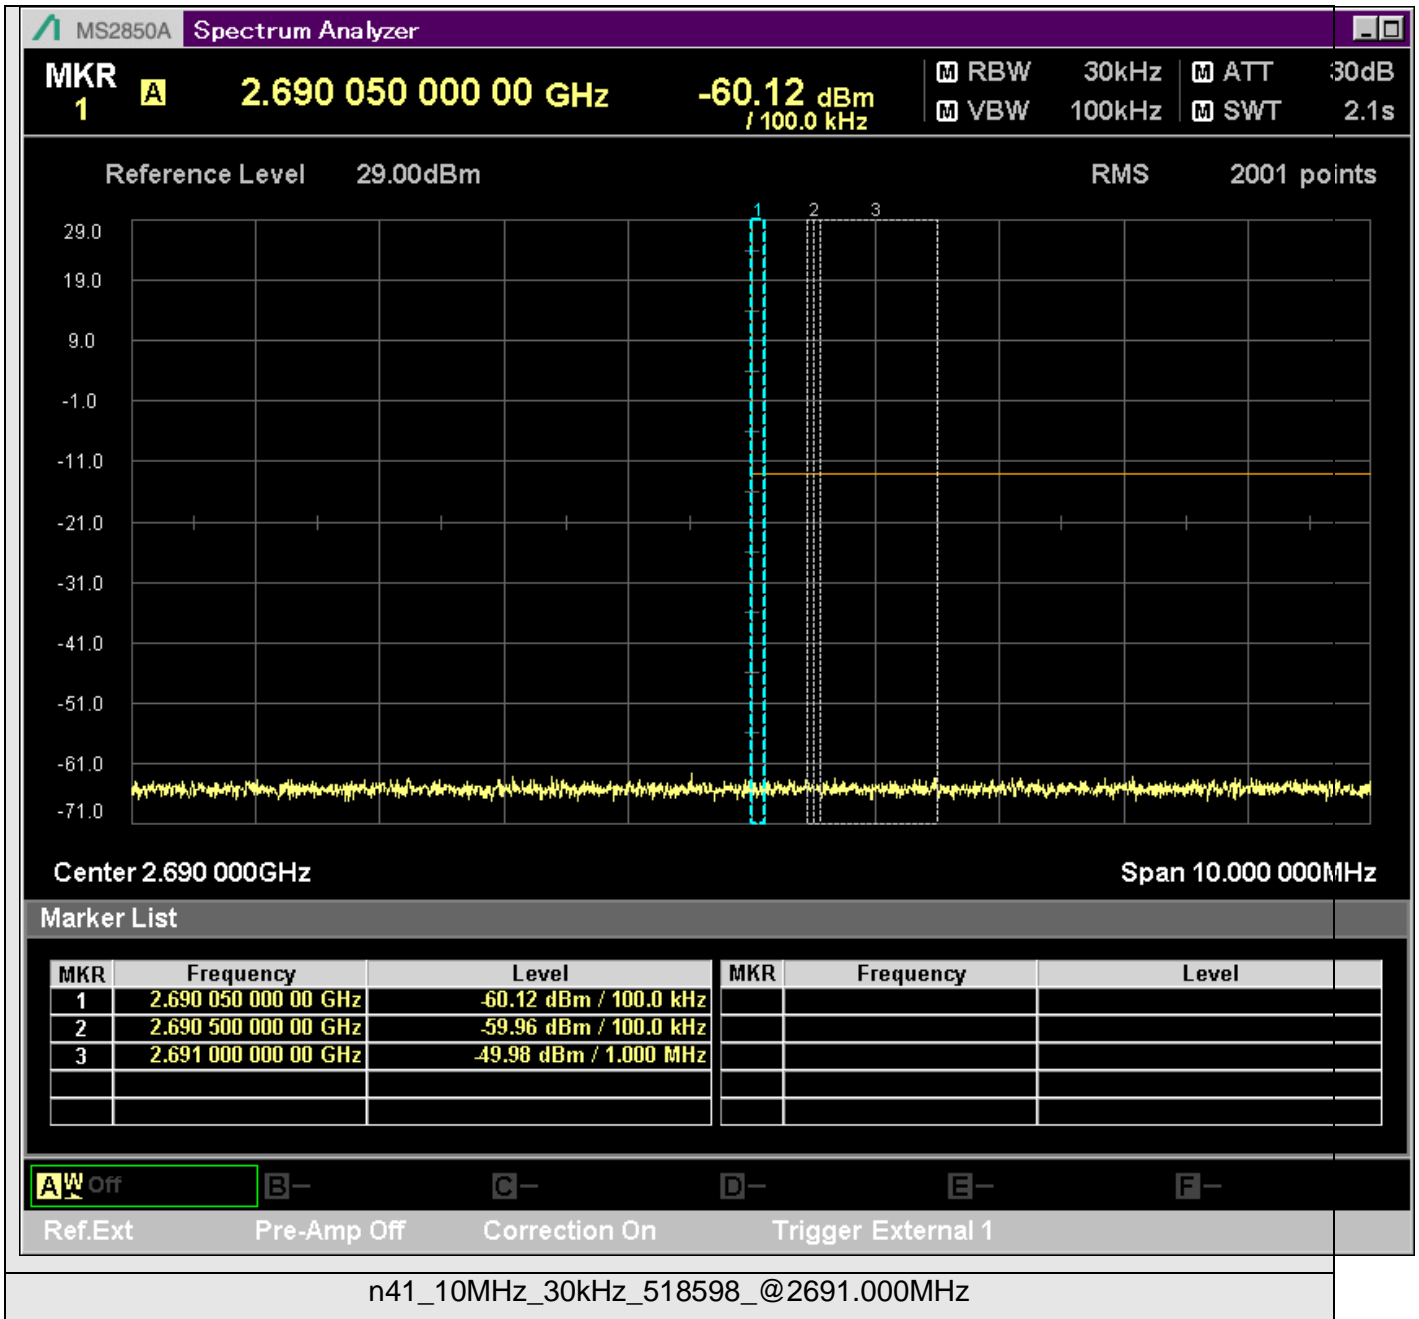 MS2850A Spectrum Analyzer
MKR 1 A 2.690 050 000 00 GHz -60.12 dBm / 100.0 kHz
M RBW 30kHz M ATT 30dB
M VBW 100kHz M SWT 2.1s
Reference Level 29.00dBm RMS 2001 points
1 2 3
29.0
19.0
9.0
-1.0
-11.0
-21.0
-31.0
-41.0
-51.0
-61.0
-71.0
Center 2.690 000GHz Span 10.000 000MHz
Marker List
MKR Frequency Level MKR Frequency Level
1 2.690 050 000 00 GHz -60.12 dBm / 100.0 kHz
2 2.690 500 000 00 GHz -59.96 dBm / 100.0 kHz
3 2.691 000 000 00 GHz -49.98 dBm / 1.000 MHz
A W Off B - C - D - E - F -
Ref.Ext Pre-Amp Off Correction On Trigger External 1
n41_10MHz_30kHz_518598_@2691.000MHz